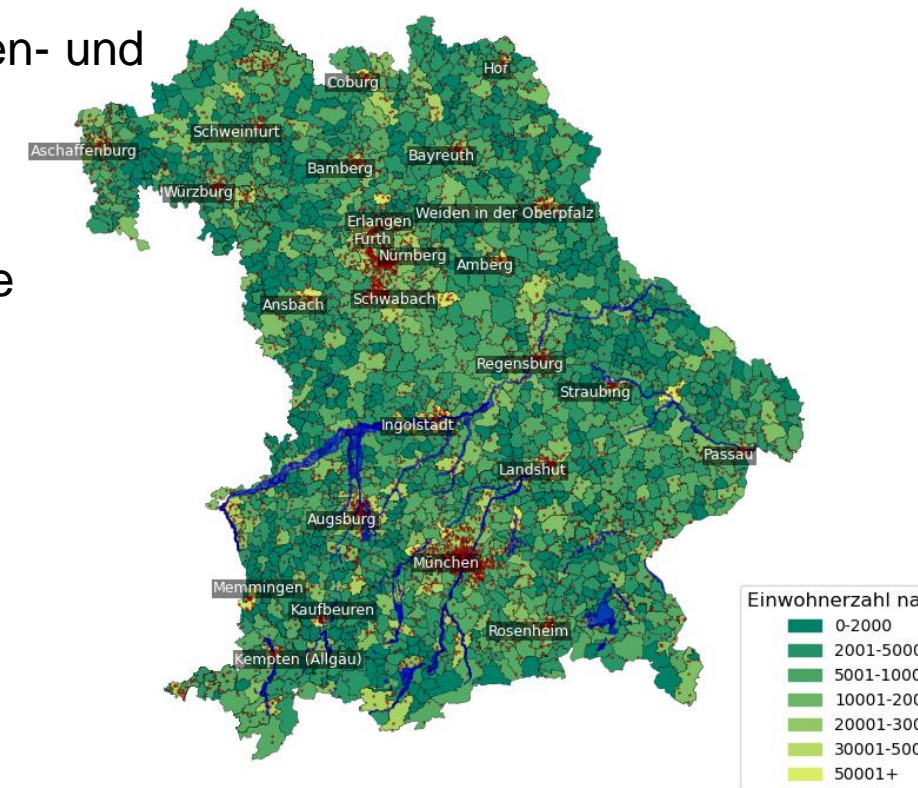 en- und
Coburg
Hof
Schweinfurt
Aschaffenburg
Bayreuth
Bamberg
Würzburg
Weiden in der Oberpfalz
Erlangen
Fürth
Nürnberg
Amberg
e
Schwabach
Ansbach
Regensburg
Straubing
Ingolstadt
Passau
Landshut
Augsburg
München
Memmingen
Kaufbeuren
Rosenheim
Kempten (Allgäu)
Einwohnerzahl na
0-2000
2001-5000
5001-1000
10001-200
20001-300
30001-500
50001+